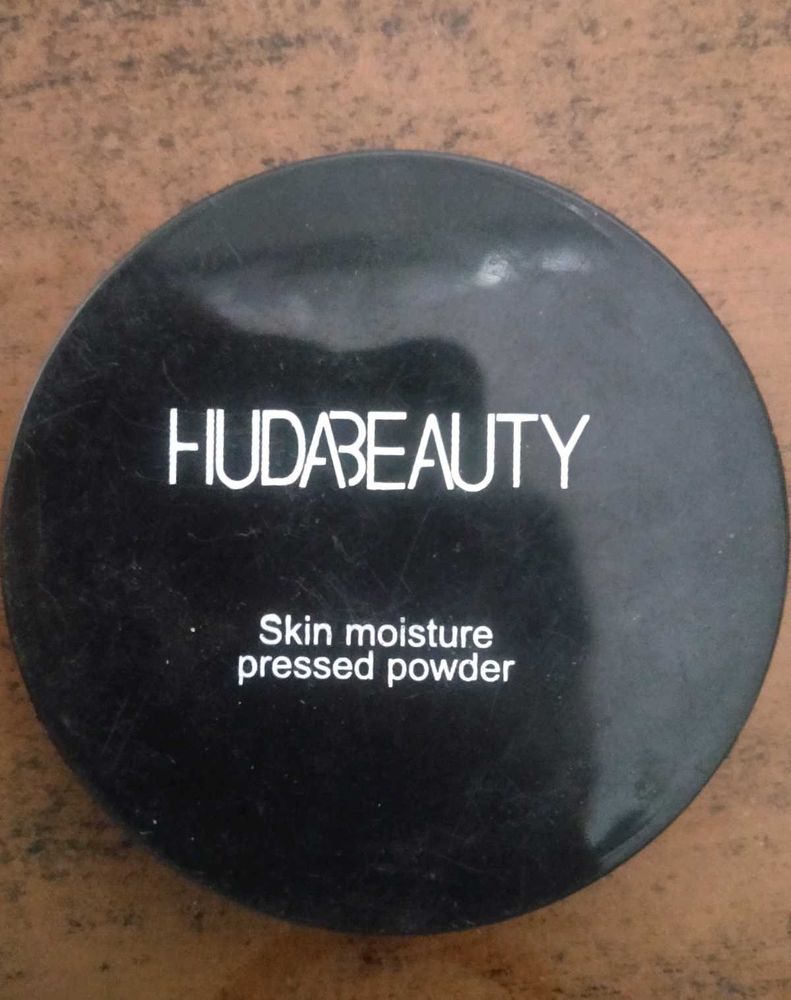 HUDABEAUTY
Skin moisture
pressed powder